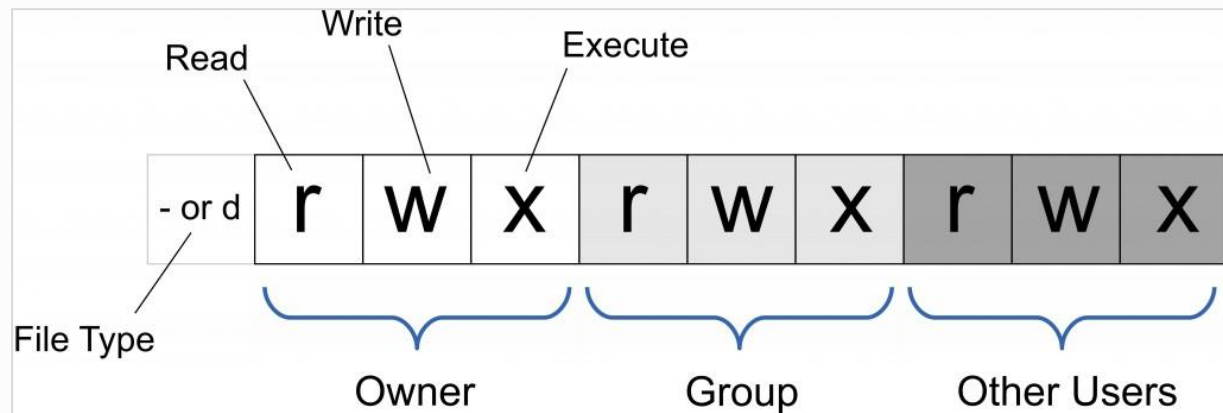 Write
Execute
Read
- or d r w x r w x r w x
File Type
Owner Group Other Users